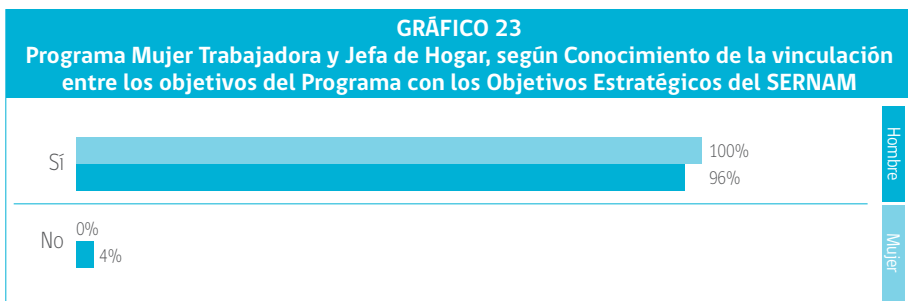 GRÁFICO 23
Programa Mujer Trabajadora y Jefa de Hogar, según Conocimiento de la vinculación
entre los objetivos del Programa con los Objetivos Estratégicos del SERNAM
Sí
100%
96%
No
0%
4%
Hombre
Mujer